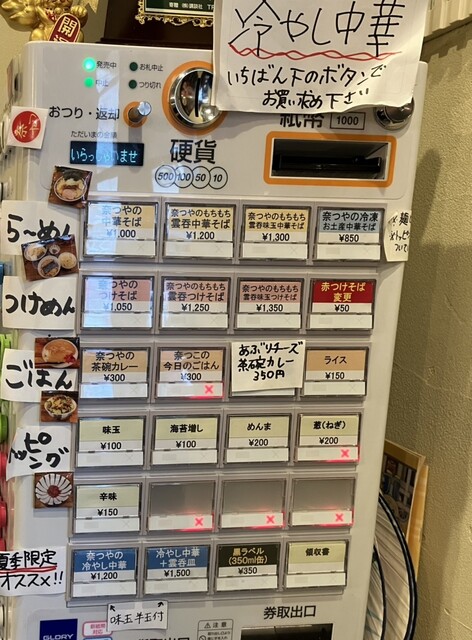 冷やし中華
いちばん下のボタンで
お買い求め下さい
発売中
お札中止
中止
つり切れ
おつり・返却
ただいまの金額
いらっしゃいませ
硬貨
500 100 50 10
紙幣
1000
らーめん
奈つやの
中華そば
¥1,000
奈つやのもちもち
雲呑中華そば
¥1,200
奈つやのもちもち
雲呑味玉中華そば
¥1,300
奈つやの冷凍
お土産中華そば
¥850
つけめん
奈つやの
つけそば
¥1,050
奈つやのもちもち
雲呑つけそば
¥1,250
奈つやのもちもち
雲呑味玉つけそば
¥1,350
赤つけそば
変更
¥50
ごはん
奈つやの
茶碗カレー
¥300
奈つこの
今日のごはん
¥300
あぶりチーズ
茶碗カレー
350円
ライス
¥150
トッピング
味玉
¥100
海苔増し
¥100
めんま
¥200
葱(ねぎ)
¥200
辛味
¥150
夏季限定
オススメ!!
奈つやの
冷やし中華
¥1,200
冷やし中華
+雲呑皿
¥1,500
黒ラベル
(350ml缶)
¥350
領収書
味玉半玉付
GLORY
券取出口